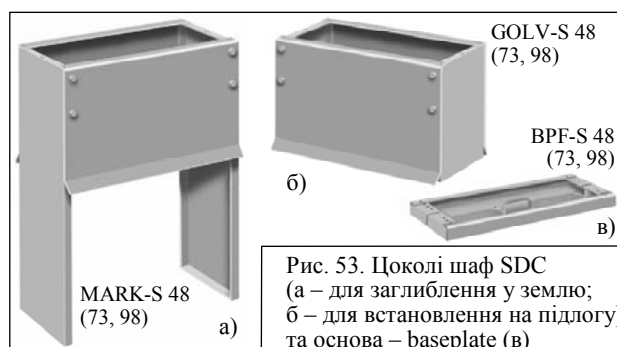 GOLV-S 48
(73, 98)
BPF-S 48
(73, 98)
б)
в)
MARK-S 48
(73, 98)
а)
Рис. 53. Цоколі шаф SDC
(а – для заглиблення у землю;
б – для встановлення на підлогу)
та основа – baseplate (в)